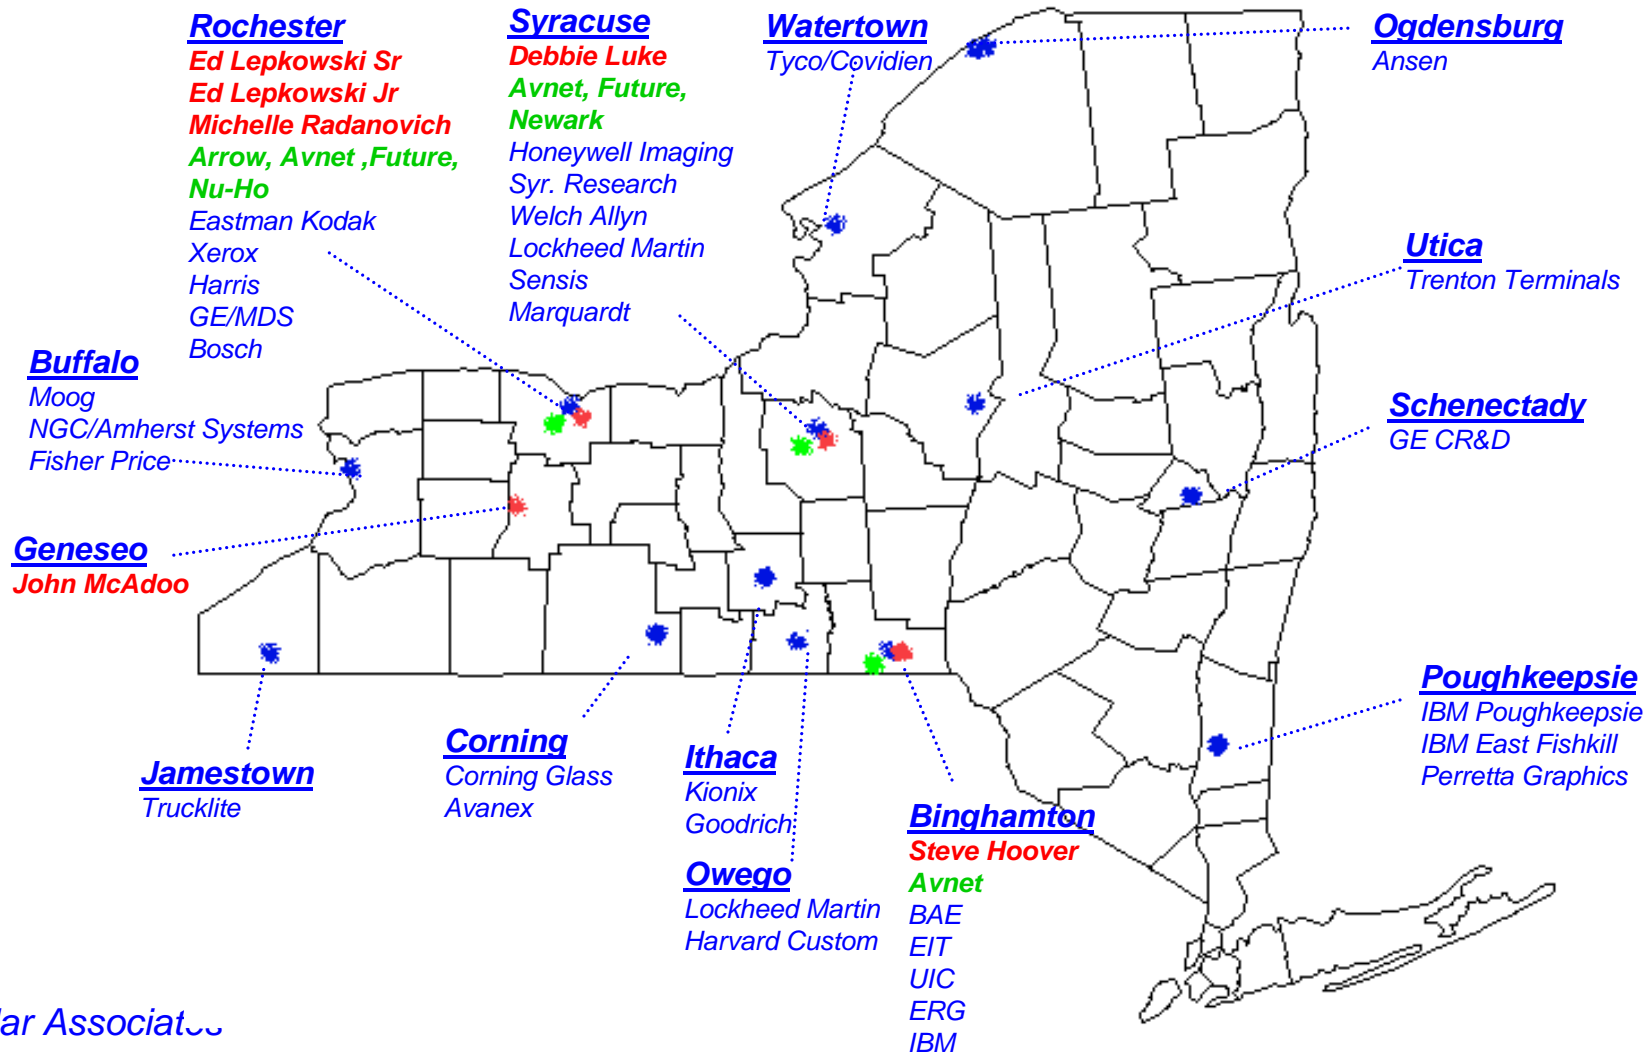 Rochester
Ed Lepkowski Sr
Ed Lepkowski Jr
Michelle Radanovich
Arrow, Avnet ,Future,
Nu-Ho
Eastman Kodak
Xerox
Harris
GE/MDS
Bosch
Syracuse
Debbie Luke
Avnet, Future,
Newark
Honeywell Imaging
Syr. Research
Welch Allyn
Lockheed Martin
Sensis
Marquardt
Watertown
Tyco/Covidien
Ogdensburg
Ansen
Utica
Trenton Terminals
Buffalo
Moog
NGC/Amherst Systems
Fisher Price
Schenectady
GE CR&D
Geneseo
John McAdoo
Jamestown
Trucklite
Corning
Corning Glass
Avanex
Ithaca
Kionix
Goodrich
Owego
Lockheed Martin
Harvard Custom
Binghamton
Steve Hoover
Avnet
BAE
EIT
UIC
ERG
IBM
Poughkeepsie
IBM Poughkeepsie
IBM East Fishkill
Perretta Graphics